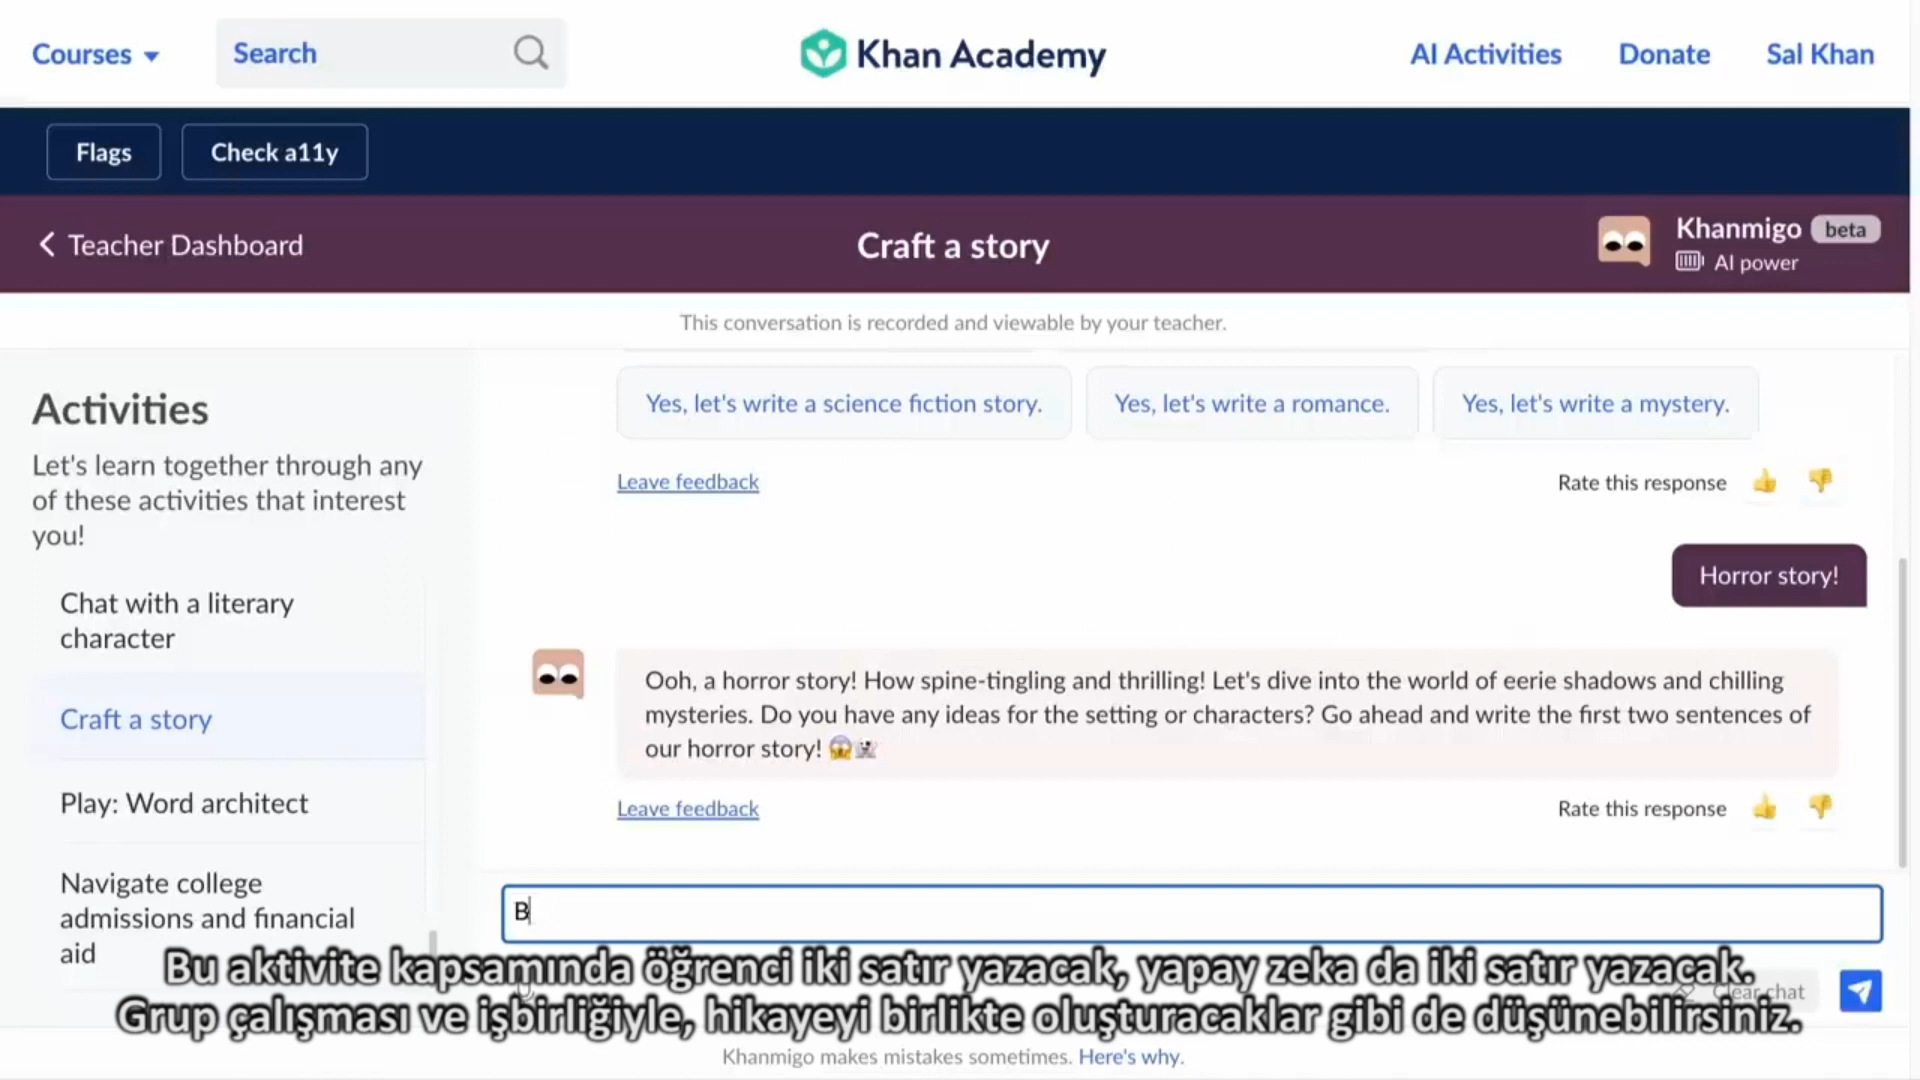 Courses
Search
Khan Academy
AI Activities
Donate
Sal Khan
Flags
Check a11y
Teacher Dashboard
Craft a story
Khanmigo beta
AI power
This conversation is recorded and viewable by your teacher.
Activities
Let's learn together through any
of these activities that interest
you!
Chat with a literary
character
Craft a story
Play: Word architect
Navigate college
admissions and financial
aid
Yes, let's write a science fiction story.
Yes, let's write a romance.
Yes, let's write a mystery.
Leave feedback
Rate this response
Horror story!
Ooh, a horror story! How spine-tingling and thrilling! Let's dive into the world of eerie shadows and chilling
mysteries. Do you have any ideas for the setting or characters? Go ahead and write the first two sentences of
our horror story! 😱
Leave feedback
Rate this response
B
Clear chat
Bu aktivite kapsamında öğrenci iki satır yazacak, yapay zeka da iki satır yazacak.
Grup çalışması ve işbirliğiyle, hikayeyi birlikte oluşturacaklar gibi de düşünebilirsiniz.
Khanmigo makes mistakes sometimes. Here's why.